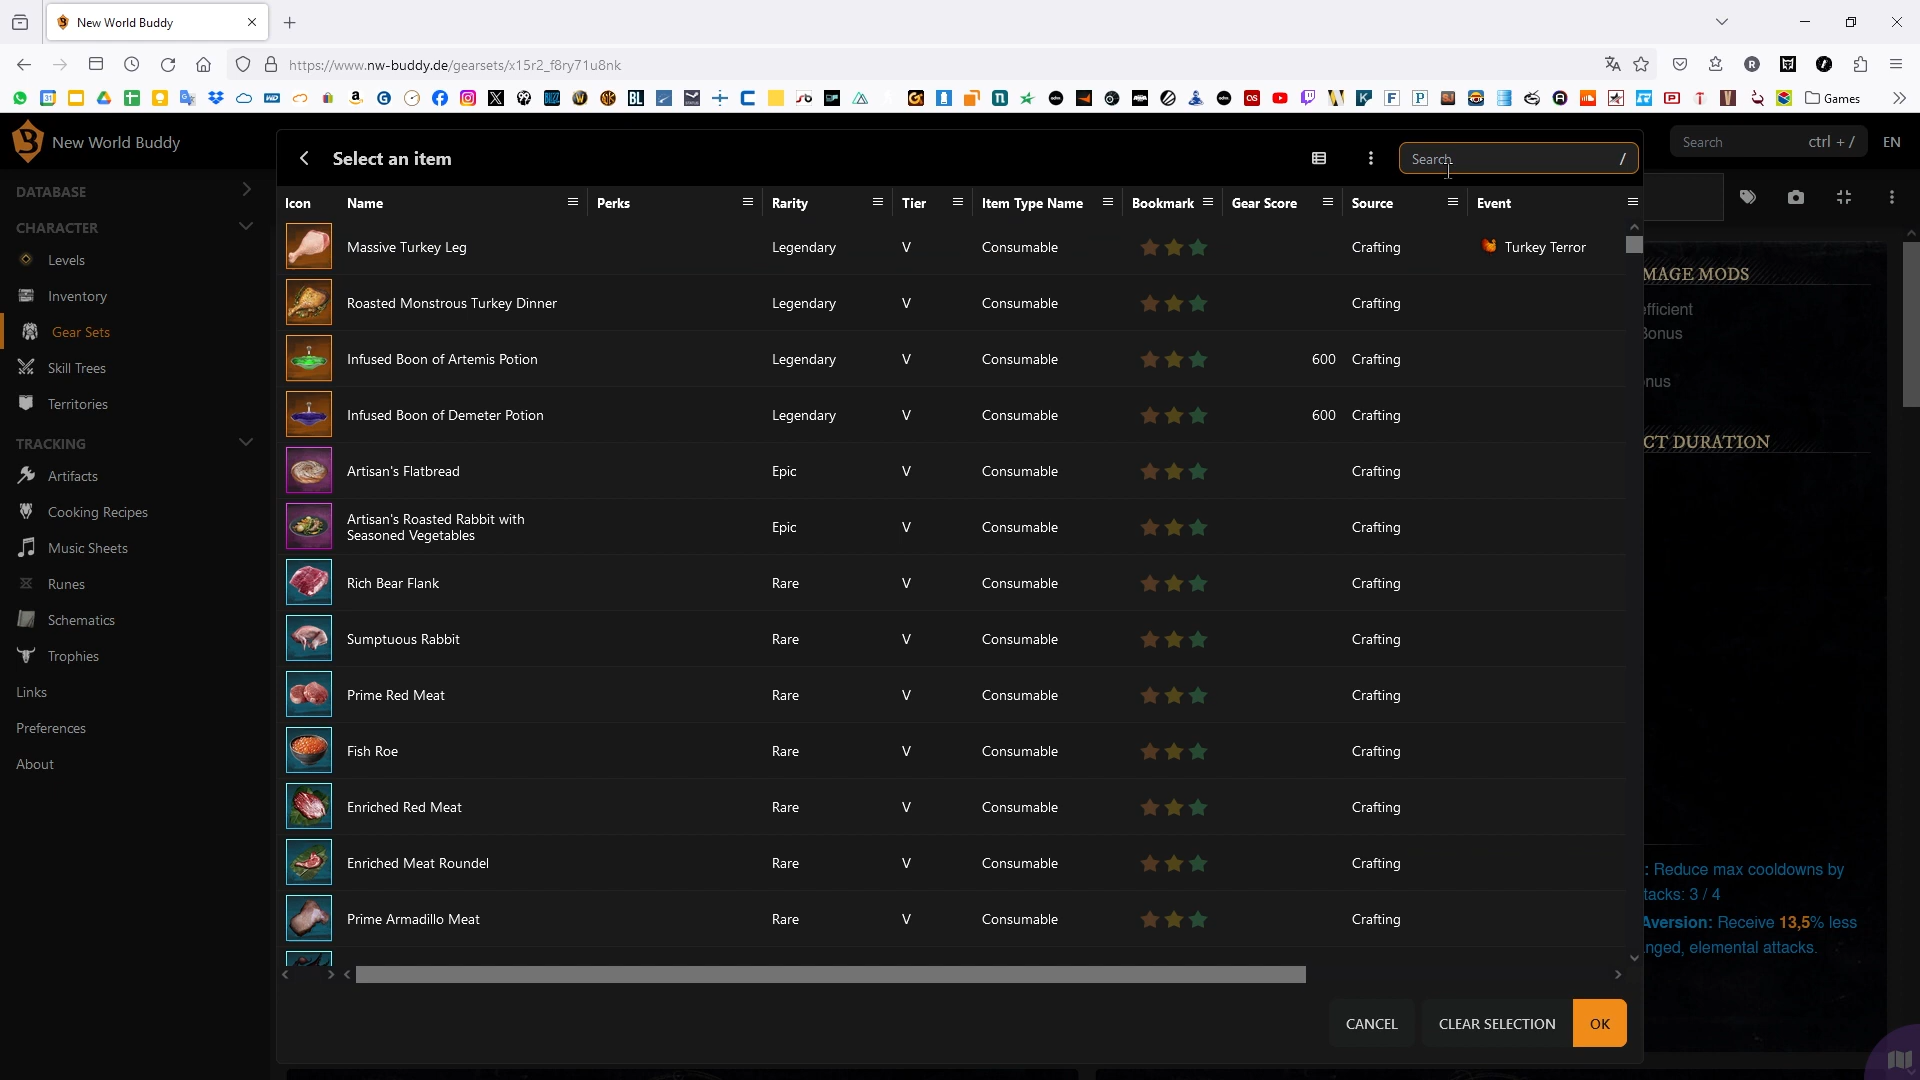 New World Buddy
https://www.nw-buddy.de/gearsets/x15r2_f8ry71u8nk
Games
New World Buddy
Select an item
Search /
Search ctrl + /
EN
DATABASE
CHARACTER
Levels
Inventory
Gear Sets
Skill Trees
Territories
TRACKING
Artifacts
Cooking Recipes
Music Sheets
Runes
Schematics
Trophies
Links
Preferences
About
Icon Name Perks Rarity Tier Item Type Name Bookmark Gear Score Source Event
Massive Turkey Leg Legendary V Consumable Crafting Turkey Terror
Roasted Monstrous Turkey Dinner Legendary V Consumable Crafting
Infused Boon of Artemis Potion Legendary V Consumable 600 Crafting
Infused Boon of Demeter Potion Legendary V Consumable 600 Crafting
Artisan's Flatbread Epic V Consumable Crafting
Artisan's Roasted Rabbit with
Seasoned Vegetables Epic V Consumable Crafting
Rich Bear Flank Rare V Consumable Crafting
Sumptuous Rabbit Rare V Consumable Crafting
Prime Red Meat Rare V Consumable Crafting
Fish Roe Rare V Consumable Crafting
Enriched Red Meat Rare V Consumable Crafting
Enriched Meat Roundel Rare V Consumable Crafting
Prime Armadillo Meat Rare V Consumable Crafting
MAGE MODS
efficient
Bonus
onus
CT DURATION
: Reduce max cooldowns by
tacks: 3 / 4
Aversion: Receive 13,5% less
nged, elemental attacks.
CANCEL
CLEAR SELECTION
OK